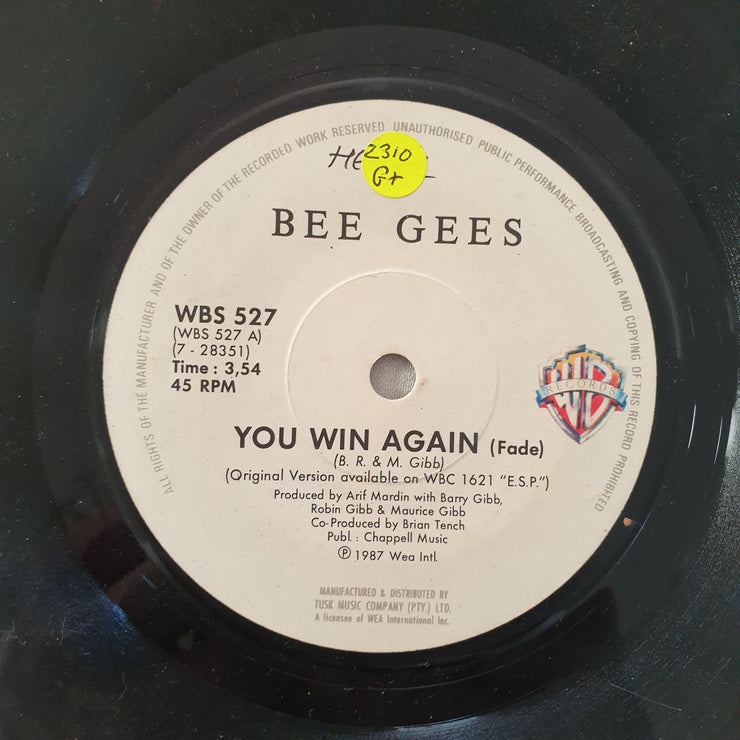 ALL RIGHTS OF THE MANUFACTURER AND OF THE OWNER OF THE RECORDED WORK RESERVED. UNAUTHORISED PUBLIC PERFORMANCE BROADCASTING AND COPYING OF THIS RECORD PROHIBITED
2310
G+
BEE GEES
WBS 527
(WBS 527 A)
(7 - 28351)
Time : 3,54
45 RPM
WB
RECORDS
YOU WIN AGAIN (Fade)
(B. R. & M. Gibb)
(Original Version available on WBC 1621 "E.S.P.")
Produced by Arif Mardin with Barry Gibb,
Robin Gibb & Maurice Gibb
Co-Produced by Brian Tench
Publ. : Chappell Music
℗ 1987 Wea Intl.
MANUFACTURED & DISTRIBUTED BY
TUSK MUSIC COMPANY (PTY.) LTD.
A licensee of WEA International Inc.